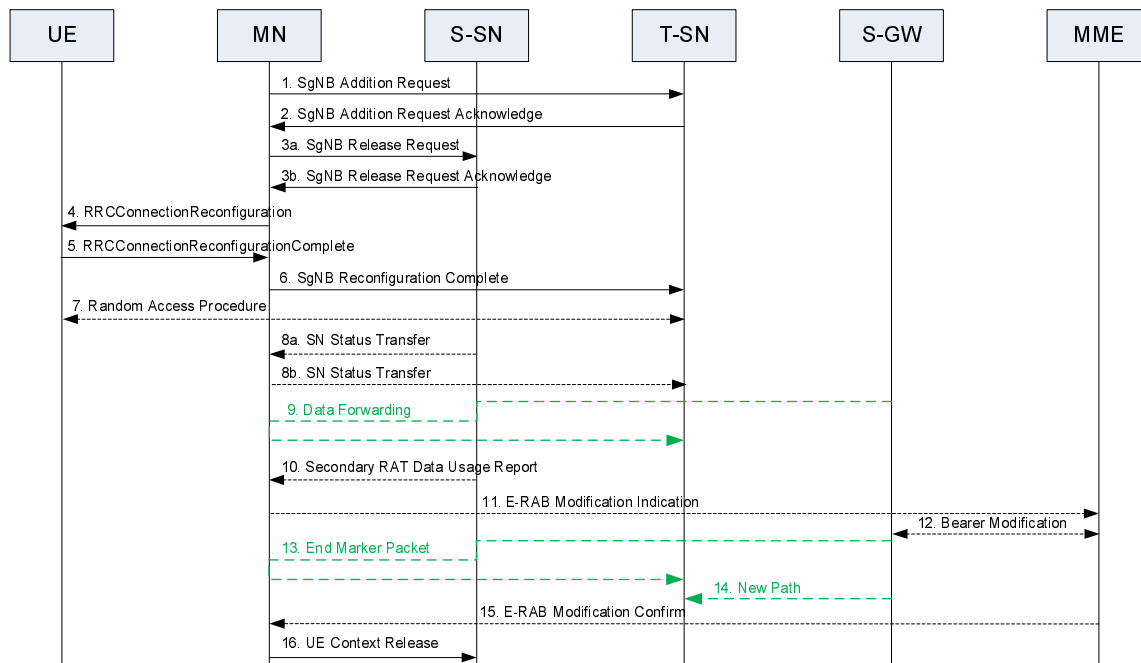 UE MN S-SN T-SN S-GW MME
1. SgNB Addition Request
2. SgNB Addition Request Acknowledge
3a. SgNB Release Request
3b. SgNB Release Request Acknowledge
4. RRCConnectionReconfiguration
5. RRCConnectionReconfigurationComplete
6. SgNB Reconfiguration Complete
7. Random Access Procedure
8a. SN Status Transfer
8b. SN Status Transfer
9. Data Forwarding
10. Secondary RAT Data Usage Report
11. E-RAB Modification Indication
12. Bearer Modification
13. End Marker Packet
14. New Path
15. E-RAB Modification Confirm
16. UE Context Release